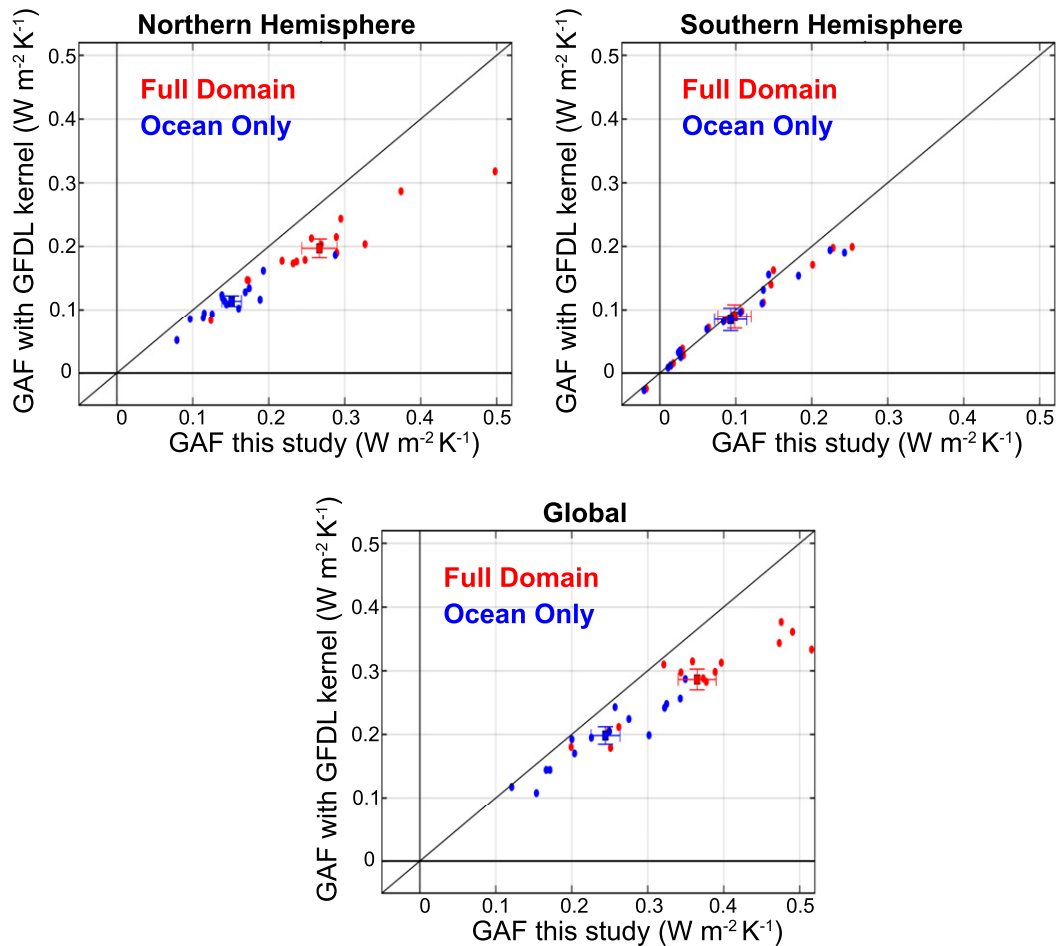 Northern Hemisphere
GAF with GFDL kernel (W m-2 K-1)
0.5
0.4
0.3
0.2
0.1
0
Full Domain
Ocean Only
0 0.1 0.2 0.3 0.4 0.5
GAF this study (W m-2 K-1)
Southern Hemisphere
GAF with GFDL kernel (W m-2 K-1)
0.5
0.4
0.3
0.2
0.1
0
Full Domain
Ocean Only
0 0.1 0.2 0.3 0.4 0.5
GAF this study (W m-2 K-1)
Global
GAF with GFDL kernel (W m-2 K-1)
0.5
0.4
0.3
0.2
0.1
0
Full Domain
Ocean Only
0 0.1 0.2 0.3 0.4 0.5
GAF this study (W m-2 K-1)